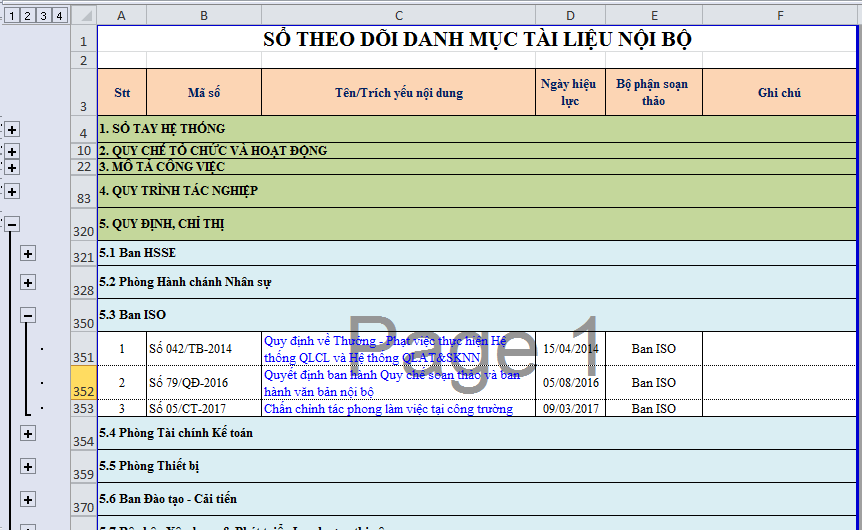 1 2 3 4
A B C D E F
1 SỔ THEO DÕI DANH MỤC TÀI LIỆU NỘI BỘ
2
3 Stt Mã số Tên/Trích yếu nội dung Ngày hiệu lực Bộ phận soạn thảo Ghi chú
4 1. SỔ TAY HỆ THỐNG
10 2. QUY CHẾ TỔ CHỨC VÀ HOẠT ĐỘNG
22 3. MÔ TẢ CÔNG VIỆC
83 4. QUY TRÌNH TÁC NGHIỆP
320 5. QUY ĐỊNH, CHỈ THỊ
321 5.1 Ban HSSE
328 5.2 Phòng Hành chánh Nhân sự
350 5.3 Ban ISO
Page 1
351 1 Số 042/TB-2014 Quy định về Thưởng - Phạt việc thực hiện Hệ thống QLCL và Hệ thống QLAT&SKNN 15/04/2014 Ban ISO
352 2 Số 79/QĐ-2016 Quyết định ban hành Quy chế soạn thảo và ban hành văn bản nội bộ 05/08/2016 Ban ISO
353 3 Số 05/CT-2017 Chấn chỉnh tác phong làm việc tại công trường 09/03/2017 Ban ISO
354 5.4 Phòng Tài chính Kế toán
359 5.5 Phòng Thiết bị
370 5.6 Ban Đào tạo - Cải tiến